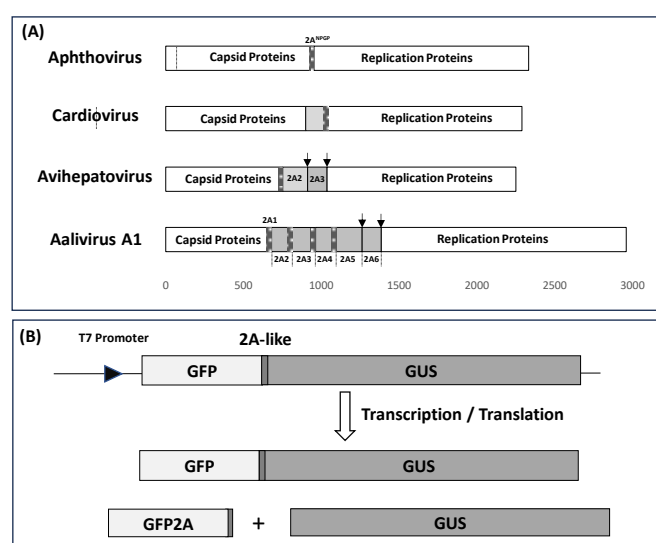 (A)
2A^NPGP
Aphthovirus Capsid Proteins Replication Proteins
Cardiovirus Capsid Proteins Replication Proteins
Avihepatovirus Capsid Proteins 2A2 2A3 Replication Proteins
2A1
Aalivirus A1 Capsid Proteins Replication Proteins
2A2 2A3 2A4 2A5 2A6
0 500 1000 1500 2000 2500 3000
(B)
T7 Promoter 2A-like
GFP GUS
Transcription / Translation
GFP GUS
GFP2A + GUS